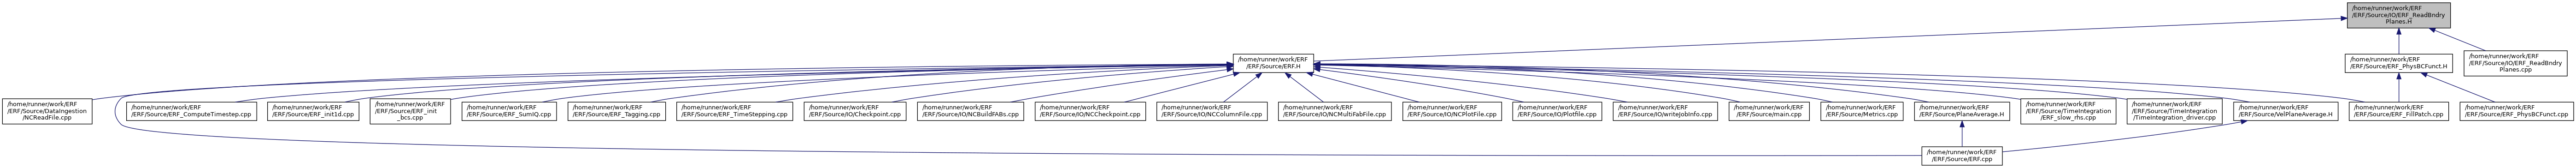 /home/runner/work/ERF
/ERF/Source/IO/ERF_ReadBndry
Planes.H
/home/runner/work/ERF
/ERF/Source/ERF.H
/home/runner/work/ERF
/ERF/Source/ERF_PhysBCFunct.H
/home/runner/work/ERF
/ERF/Source/IO/ERF_ReadBndry
Planes.cpp
/home/runner/work/ERF
/ERF/Source/DataIngestion
/NCReadFile.cpp
/home/runner/work/ERF
/ERF/Source/ERF_ComputeTimestep.cpp
/home/runner/work/ERF
/ERF/Source/ERF_init1d.cpp
/home/runner/work/ERF
/ERF/Source/ERF_init
_bcs.cpp
/home/runner/work/ERF
/ERF/Source/ERF_SumIQ.cpp
/home/runner/work/ERF
/ERF/Source/ERF_Tagging.cpp
/home/runner/work/ERF
/ERF/Source/ERF_TimeStepping.cpp
/home/runner/work/ERF
/ERF/Source/IO/Checkpoint.cpp
/home/runner/work/ERF
/ERF/Source/IO/NCBuildFABs.cpp
/home/runner/work/ERF
/ERF/Source/IO/NCCheckpoint.cpp
/home/runner/work/ERF
/ERF/Source/IO/NCColumnFile.cpp
/home/runner/work/ERF
/ERF/Source/IO/NCMultiFabFile.cpp
/home/runner/work/ERF
/ERF/Source/IO/NCPlotFile.cpp
/home/runner/work/ERF
/ERF/Source/IO/Plotfile.cpp
/home/runner/work/ERF
/ERF/Source/IO/writeJobInfo.cpp
/home/runner/work/ERF
/ERF/Source/main.cpp
/home/runner/work/ERF
/ERF/Source/Metrics.cpp
/home/runner/work/ERF
/ERF/Source/PlaneAverage.H
/home/runner/work/ERF
/ERF/Source/TimeIntegration
/ERF_slow_rhs.cpp
/home/runner/work/ERF
/ERF/Source/TimeIntegration
/TimeIntegration_driver.cpp
/home/runner/work/ERF
/ERF/Source/VelPlaneAverage.H
/home/runner/work/ERF
/ERF/Source/ERF_FillPatch.cpp
/home/runner/work/ERF
/ERF/Source/ERF_PhysBCFunct.cpp
/home/runner/work/ERF
/ERF/Source/ERF.cpp